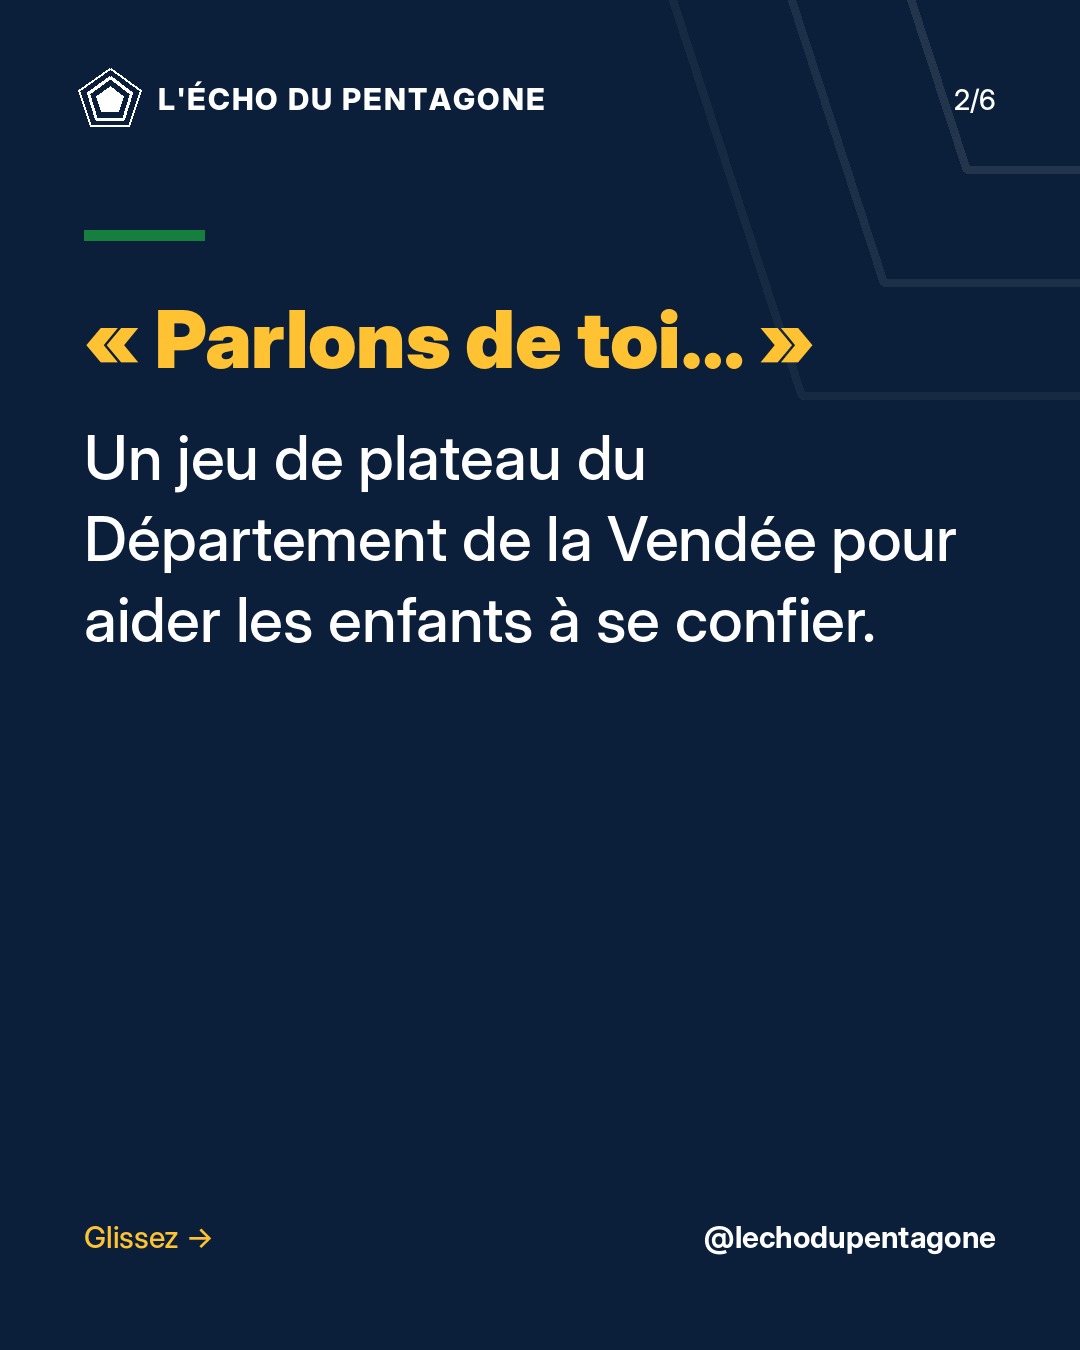 L'ÉCHO DU PENTAGONE
2/6
« Parlons de toi... »
Un jeu de plateau du
Département de la Vendée pour
aider les enfants à se confier.
Glissez →
@lechodupentagone